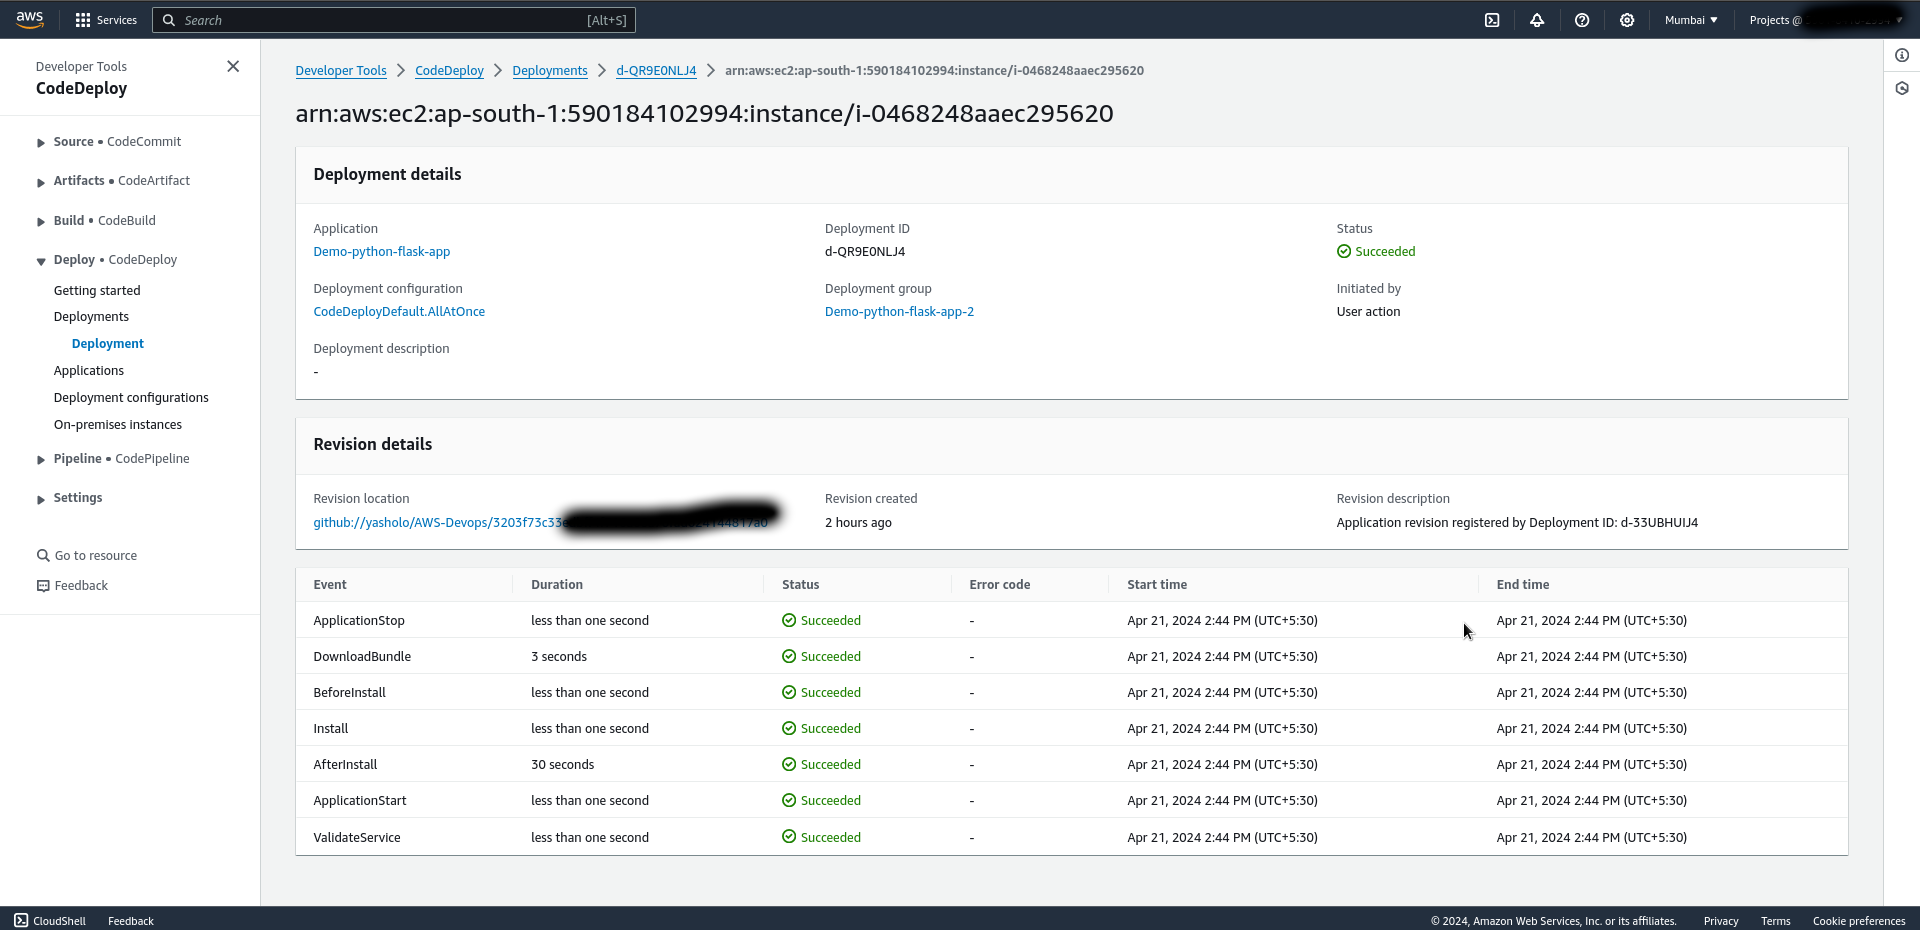 aws
Services
Search [Alt+S]
Mumbai
Projects @
Developer Tools
CodeDeploy
Source • CodeCommit
Artifacts • CodeArtifact
Build • CodeBuild
Deploy • CodeDeploy
Getting started
Deployments
Deployment
Applications
Deployment configurations
On-premises instances
Pipeline • CodePipeline
Settings
Go to resource
Feedback
Developer Tools > CodeDeploy > Deployments > d-QR9E0NLJ4 > arn:aws:ec2:ap-south-1:590184102994:instance/i-0468248aaec295620
arn:aws:ec2:ap-south-1:590184102994:instance/i-0468248aaec295620
Deployment details
Application Deployment ID Status
Demo-python-flask-app d-QR9E0NLJ4 Succeeded
Deployment configuration Deployment group Initiated by
CodeDeployDefault.AllAtOnce Demo-python-flask-app-2 User action
Deployment description
-
Revision details
Revision location Revision created Revision description
github://yasholo/AWS-Devops/3203f73c33 2 hours ago Application revision registered by Deployment ID: d-33UBHUIJ4
Event Duration Status Error code Start time End time
ApplicationStop less than one second Succeeded - Apr 21, 2024 2:44 PM (UTC+5:30) Apr 21, 2024 2:44 PM (UTC+5:30)
DownloadBundle 3 seconds Succeeded - Apr 21, 2024 2:44 PM (UTC+5:30) Apr 21, 2024 2:44 PM (UTC+5:30)
BeforeInstall less than one second Succeeded - Apr 21, 2024 2:44 PM (UTC+5:30) Apr 21, 2024 2:44 PM (UTC+5:30)
Install less than one second Succeeded - Apr 21, 2024 2:44 PM (UTC+5:30) Apr 21, 2024 2:44 PM (UTC+5:30)
AfterInstall 30 seconds Succeeded - Apr 21, 2024 2:44 PM (UTC+5:30) Apr 21, 2024 2:44 PM (UTC+5:30)
ApplicationStart less than one second Succeeded - Apr 21, 2024 2:44 PM (UTC+5:30) Apr 21, 2024 2:44 PM (UTC+5:30)
ValidateService less than one second Succeeded - Apr 21, 2024 2:44 PM (UTC+5:30) Apr 21, 2024 2:44 PM (UTC+5:30)
CloudShell Feedback © 2024, Amazon Web Services, Inc. or its affiliates. Privacy Terms Cookie preferences